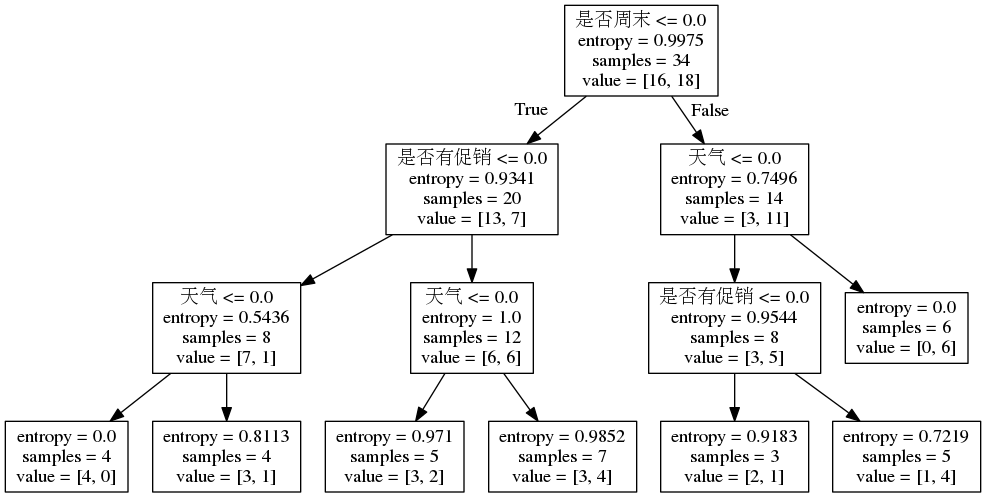 是否周末 <= 0.0
entropy = 0.9975
samples = 34
value = [16, 18]
True
False
是否有促销 <= 0.0
entropy = 0.9341
samples = 20
value = [13, 7]
天气 <= 0.0
entropy = 0.7496
samples = 14
value = [3, 11]
天气 <= 0.0
entropy = 0.5436
samples = 8
value = [7, 1]
天气 <= 0.0
entropy = 1.0
samples = 12
value = [6, 6]
是否有促销 <= 0.0
entropy = 0.9544
samples = 8
value = [3, 5]
entropy = 0.0
samples = 6
value = [0, 6]
entropy = 0.0
samples = 4
value = [4, 0]
entropy = 0.8113
samples = 4
value = [3, 1]
entropy = 0.971
samples = 5
value = [3, 2]
entropy = 0.9852
samples = 7
value = [3, 4]
entropy = 0.9183
samples = 3
value = [2, 1]
entropy = 0.7219
samples = 5
value = [1, 4]